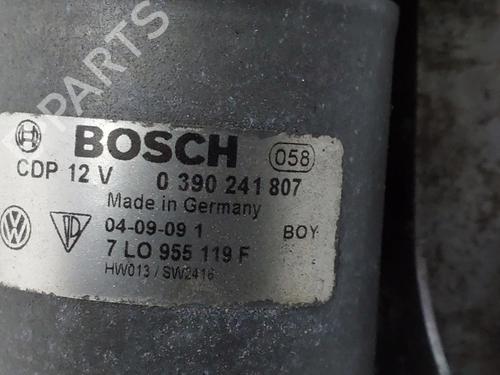 B PARTS
BOSCH 058
CDP 12 V 0 390 241 807
Made in Germany
04-09-09 1 BOY
7 LO 955 119 F
HW013 / SW2416